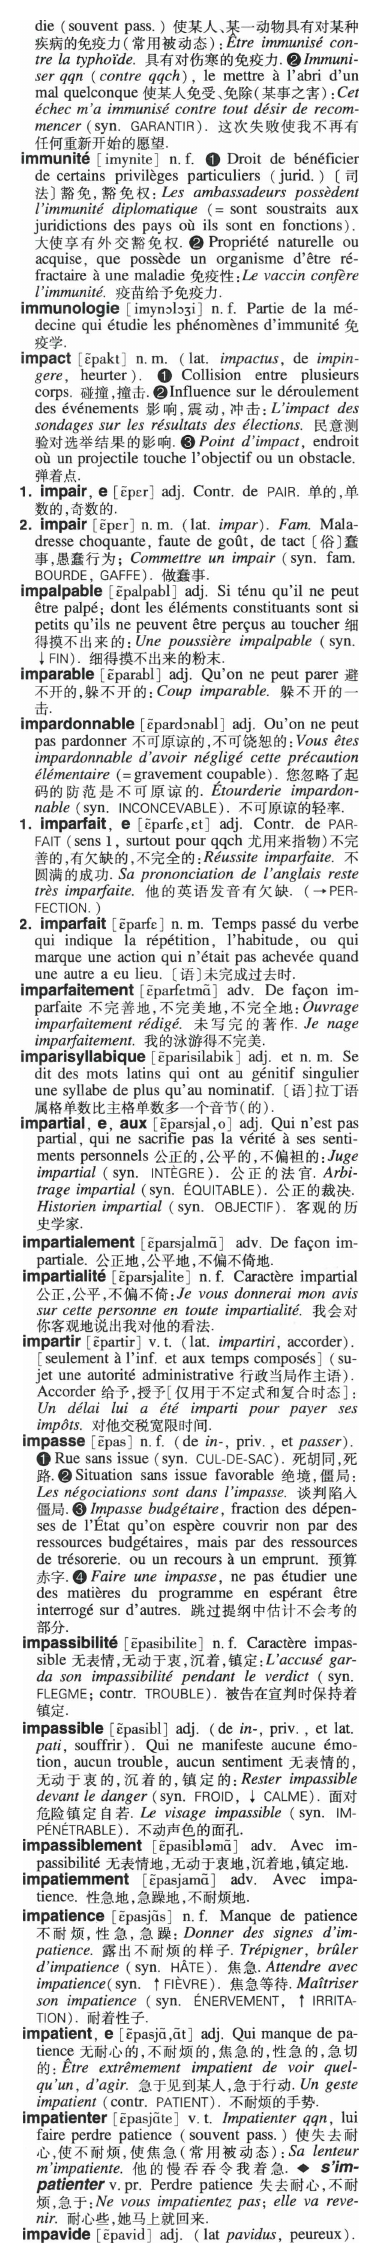 die (souvent pass.) 使某人、某一动物具有对某种
疾病的免疫力(常用被动态): Être immunisé con-
tre la typhoïde. 具有对伤寒的免疫力. ❷ Immuni-
ser qqn (contre qqch), le mettre à l'abri d'un
mal quelconque 使某人免受、免除(某事之害): Cet
échec m'a immunisé contre tout désir de recom-
mencer (syn. GARANTIR). 这次失败使我不再有
任何重新开始的愿望.
immunité [imynite] n. f. ❶ Droit de bénéficier
de certains privilèges particuliers (jurid.) 〔司
法〕豁免,豁免权: Les ambassadeurs possèdent
l'immunité diplomatique (= sont soustraits aux
juridictions des pays où ils sont en fonctions).
大使享有外交豁免权. ❷ Propriété naturelle ou
acquise, que possède un organisme d'être ré-
fractaire à une maladie 免疫性: Le vaccin confère
l'immunité. 疫苗给予免疫力.
immunologie [imynɔlɔʒi] n. f. Partie de la mé-
decine qui étudie les phénomènes d'immunité 免
疫学.
impact [ɛ̃pakt] n. m. (lat. impactus, de impin-
gere, heurter). ❶ Collision entre plusieurs
corps. 碰撞,撞击. ❷ Influence sur le déroulement
des événements 影响,震动,冲击: L'impact des
sondages sur les résultats des élections. 民意测
验对选举结果的影响. ❸ Point d'impact, endroit
où un projectile touche l'objectif ou un obstacle.
弹着点.
1. impair, e [ɛ̃pɛr] adj. Contr. de PAIR. 单的,单
数的,奇数的.
2. impair [ɛ̃pɛr] n. m. (lat. impar). Fam. Mala-
dresse choquante, faute de goût, de tact 〔俗〕蠢
事,愚蠢行为; Commettre un impair (syn. fam.
BOURDE, GAFFE). 做蠢事.
impalpable [ɛ̃palpabl] adj. Si ténu qu'il ne peut
être palpé; dont les éléments constituants sont si
petits qu'ils ne peuvent être perçus au toucher 细
得摸不出来的: Une poussière impalpable (syn.
↓ FIN). 细得摸不出来的粉末.
imparable [ɛ̃parabl] adj. Qu'on ne peut parer 避
不开的,躲不开的: Coup imparable. 躲不开的一
击.
impardonnable [ɛ̃pardɔnabl] adj. Ou'on ne peut
pas pardonner 不可原谅的,不可饶恕的: Vous êtes
impardonnable d'avoir négligé cette précaution
élémentaire (= gravement coupable). 您忽略了起
码的防范是不可原谅的. Étourderie impardon-
nable (syn. INCONCEVABLE). 不可原谅的轻率.
1. imparfait, e [ɛ̃parfɛ,ɛt] adj. Contr. de PAR-
FAIT (sens 1, surtout pour qqch 尤用来指物)不完
善的,有欠缺的,不完全的: Réussite imparfaite. 不
圆满的成功. Sa prononciation de l'anglais reste
très imparfaite. 他的英语发音有欠缺. (→ PER-
FECTION.)
2. imparfait [ɛ̃parfɛ] n. m. Temps passé du verbe
qui indique la répétition, l'habitude, ou qui
marque une action qui n'était pas achevée quand
une autre a eu lieu. 〔语〕未完成过去时.
imparfaitement [ɛ̃parfɛtmɑ̃] adv. De façon im-
parfaite 不完善地,不完美地,不完全地: Ouvrage
imparfaitement rédigé. 未写完的著作. Je nage
imparfaitement. 我的泳游得不完美.
imparisyllabique [ɛ̃parisilabik] adj. et n. m. Se
dit des mots latins qui ont au génitif singulier
une syllabe de plus qu'au nominatif. 〔语〕拉丁语
属格单数比主格单数多一个音节(的).
impartial, e, aux [ɛ̃parsjal,o] adj. Qui n'est pas
partial, qui ne sacrifie pas la vérité à ses senti-
ments personnels 公正的,公平的,不偏袒的: Juge
impartial (syn. INTÈGRE). 公正的法官. Arbi-
trage impartial (syn. ÉQUITABLE). 公正的裁决.
Historien impartial (syn. OBJECTIF). 客观的历
史学家.
impartialement [ɛ̃parsjalmɑ̃] adv. De façon im-
partiale. 公正地,公平地,不偏不倚地.
impartialité [ɛ̃parsjalite] n. f. Caractère impartial
公正,公平,不偏不倚: Je vous donnerai mon avis
sur cette personne en toute impartialité. 我会对
你客观地说出我对他的看法.
impartir [ɛ̃partir] v. t. (lat. impartiri, accorder).
[seulement à l'inf. et aux temps composés] (su-
jet une autorité administrative 行政当局作主语).
Accorder 给予,授予[仅用于不定式和复合时态]:
Un délai lui a été imparti pour payer ses
impôts. 对他交税宽限时间.
impasse [ɛ̃pas] n. f. (de in-, priv., et passer).
❶ Rue sans issue (syn. CUL-DE-SAC). 死胡同,死
路. ❷ Situation sans issue favorable 绝境,僵局:
Les négociations sont dans l'impasse. 谈判陷入
僵局. ❸ Impasse budgétaire, fraction des dépen-
ses de l'État qu'on espère couvrir non par des
ressources budgétaires, mais par des ressources
de trésorerie. ou un recours à un emprunt. 预算
赤字. ❹ Faire une impasse, ne pas étudier une
des matières du programme en espérant être
interrogé sur d'autres. 跳过提纲中估计不会考的
部分.
impassibilité [ɛ̃pasibilite] n. f. Caractère impas-
sible 无表情,无动于衷,沉着,镇定: L'accusé gar-
da son impassibilité pendant le verdict (syn.
FLEGME; contr. TROUBLE). 被告在宣判时保持着
镇定.
impassible [ɛ̃pasibl] adj. (de in-, priv., et lat.
pati, souffrir). Qui ne manifeste aucune émo-
tion, aucun trouble, aucun sentiment 无表情的,
无动于衷的,沉着的,镇定的: Rester impassible
devant le danger (syn. FROID, ↓ CALME). 面对
危险镇定自若. Le visage impassible (syn. IM-
PÉNÉTRABLE). 不动声色的面孔.
impassiblement [ɛ̃pasibləmɑ̃] adv. Avec im-
passibilité 无表情地,无动于衷地,沉着地,镇定地.
impatiemment [ɛ̃pasjamɑ̃] adv. Avec impa-
tience. 性急地,急躁地,不耐烦地.
impatience [ɛ̃pasjɑ̃s] n. f. Manque de patience
不耐烦,性急,急躁: Donner des signes d'im-
patience. 露出不耐烦的样子. Trépigner, brûler
d'impatience (syn. HÂTE). 焦急. Attendre avec
impatience(syn. ↑ FIÈVRE). 焦急等待. Maîtriser
son impatience (syn. ÉNERVEMENT, ↑ IRRITA-
TION). 耐着性子.
impatient, e [ɛ̃pasjɑ̃,ɑ̃t] adj. Qui manque de pa-
tience 无耐心的,不耐烦的,焦急的,性急的,急切
的: Être extrêmement impatient de voir quel-
qu'un, d'agir. 急于见到某人,急于行动. Un geste
impatient (contr. PATIENT). 不耐烦的手势.
impatienter [ɛ̃pasjɑ̃te] v. t. Impatienter qqn, lui
faire perdre patience (souvent pass.) 使失去耐
心,使不耐烦,使焦急(常用被动态): Sa lenteur
m'impatiente. 他的慢吞吞令我着急. ◆ s'im-
patienter v. pr. Perdre patience 失去耐心,不耐
烦,急于: Ne vous impatientez pas; elle va reve-
nir. 耐心些,她马上就回来.
impavide [ɛ̃pavid] adj. (lat pavidus, peureux).